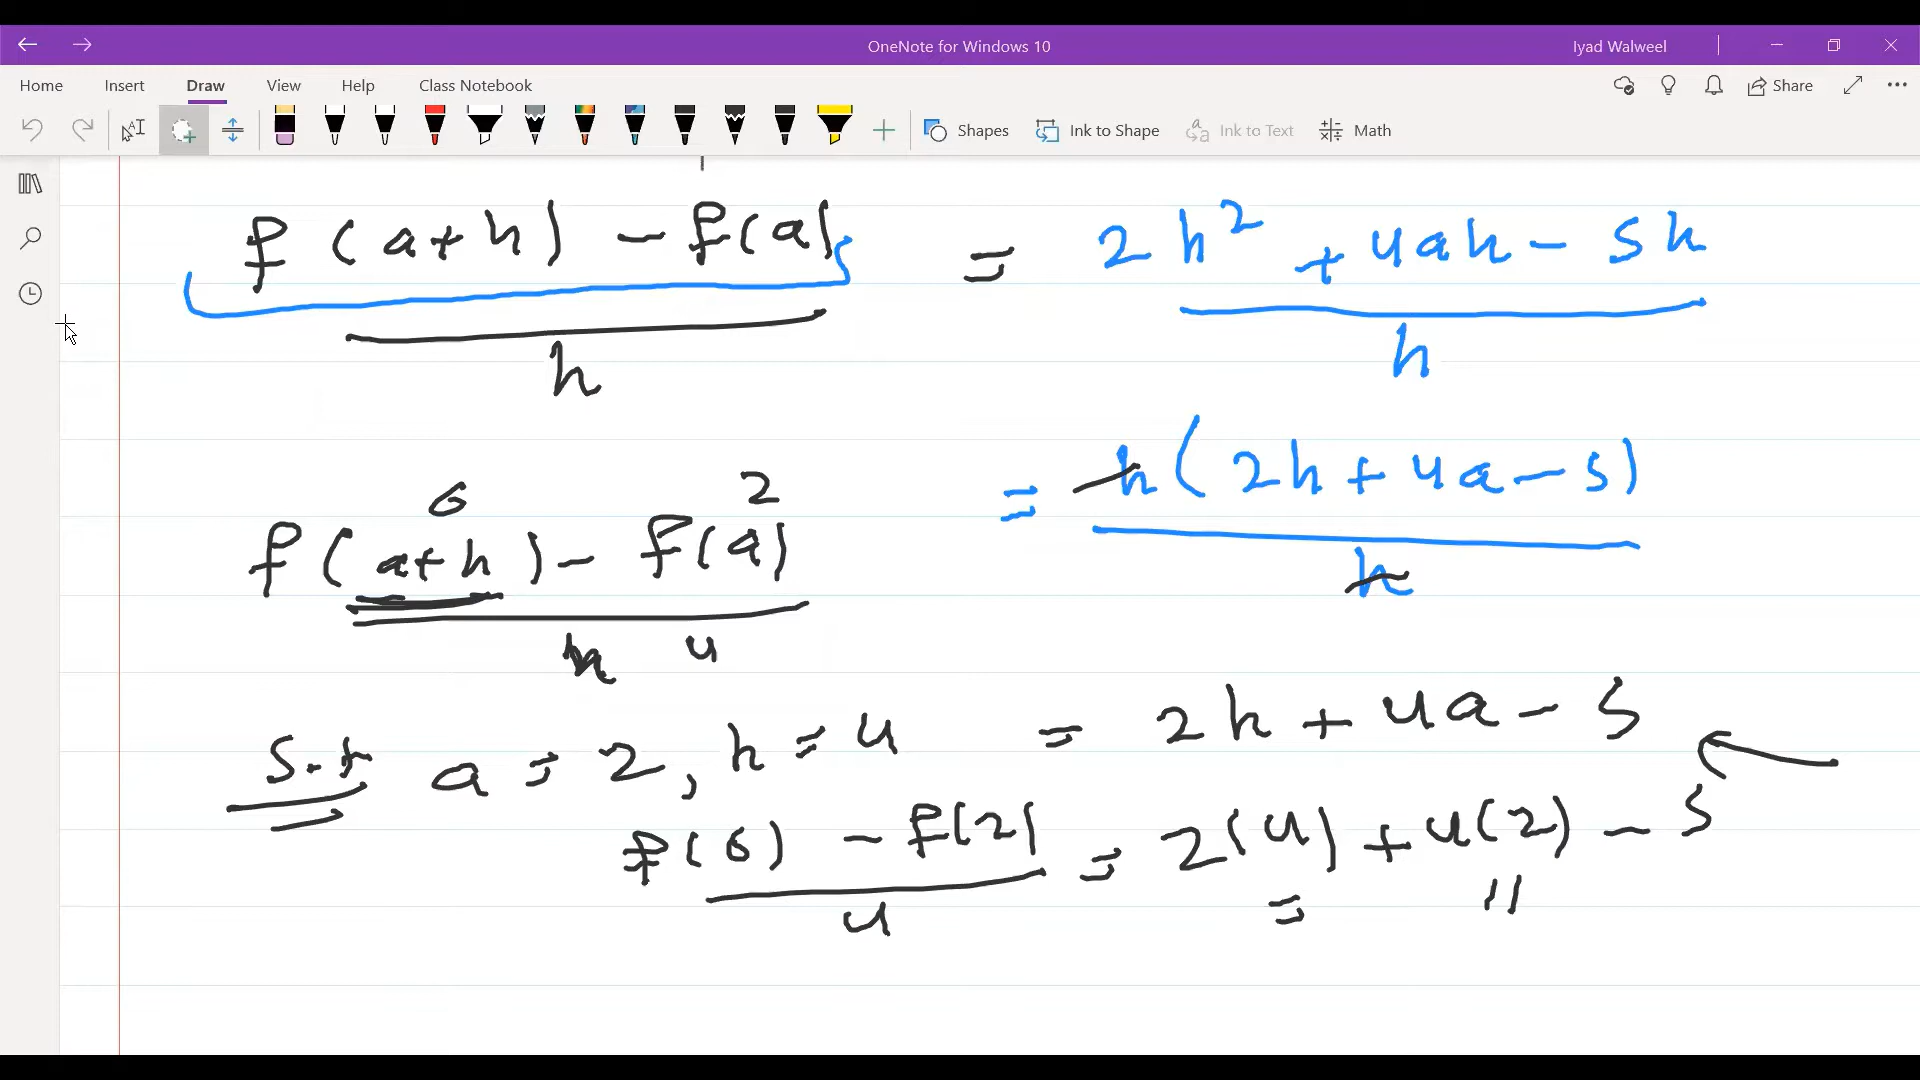 OneNote for Windows 10
Iyad Walweel
Home Insert Draw View Help Class Notebook
Share
Shapes Ink to Shape Ink to Text Math
f(a+h) - f(a) = 2h² + 4ah - 5h
h h
= h(2h + 4a - 5)
h
6 2
f(a+h) - f(a)
h 4
s.t a = 2, h = 4 = 2h + 4a - 5
f(6) - f(2) = 2(4) + 4(2) - 5
4 = 11